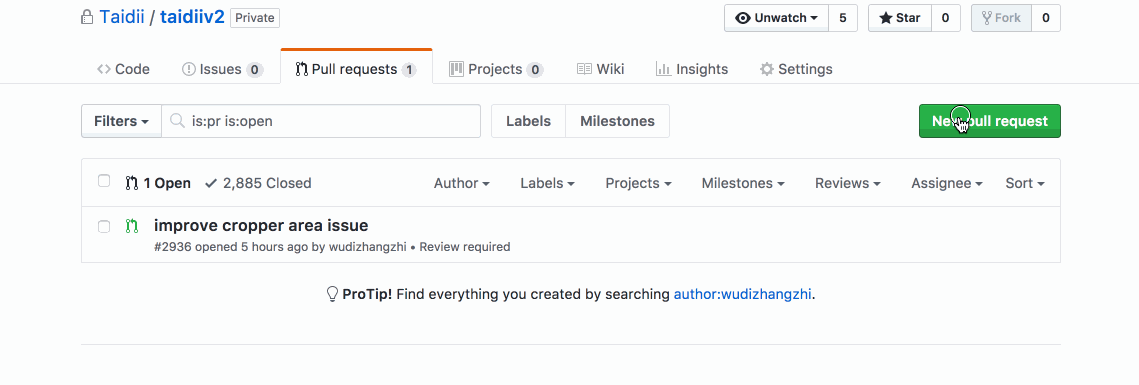 Taidii / taidiiv2 Private Unwatch 5 Star 0 Fork 0
Code Issues 0 Pull requests 1 Projects 0 Wiki Insights Settings
Filters is:pr is:open Labels Milestones New pull request
1 Open 2,885 Closed Author Labels Projects Milestones Reviews Assignee Sort
improve cropper area issue
#2936 opened 5 hours ago by wudizhangzhi • Review required
ProTip! Find everything you created by searching author:wudizhangzhi.